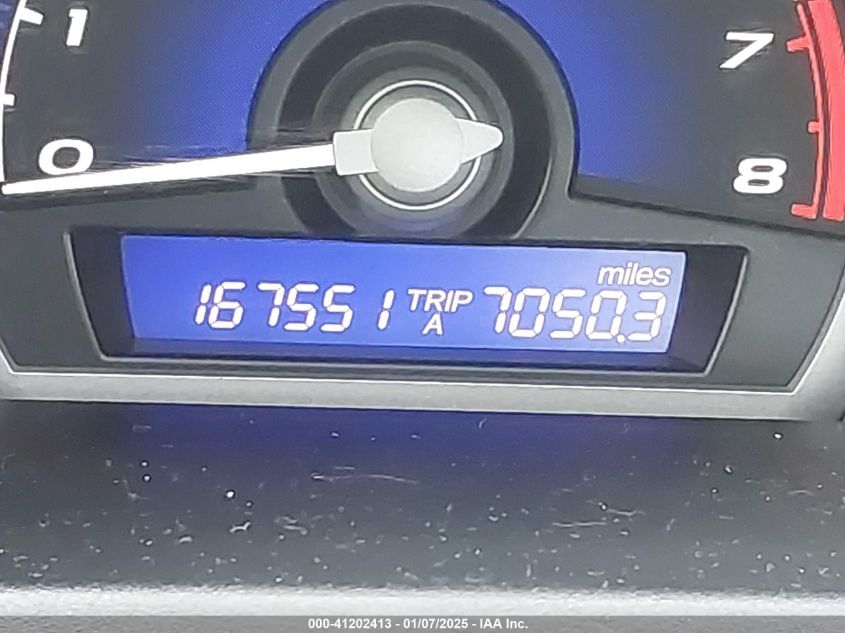 1 7
0 8
miles
167551 TRIP A 7050.3
000-41202413 - 01/07/2025 - IAA Inc.